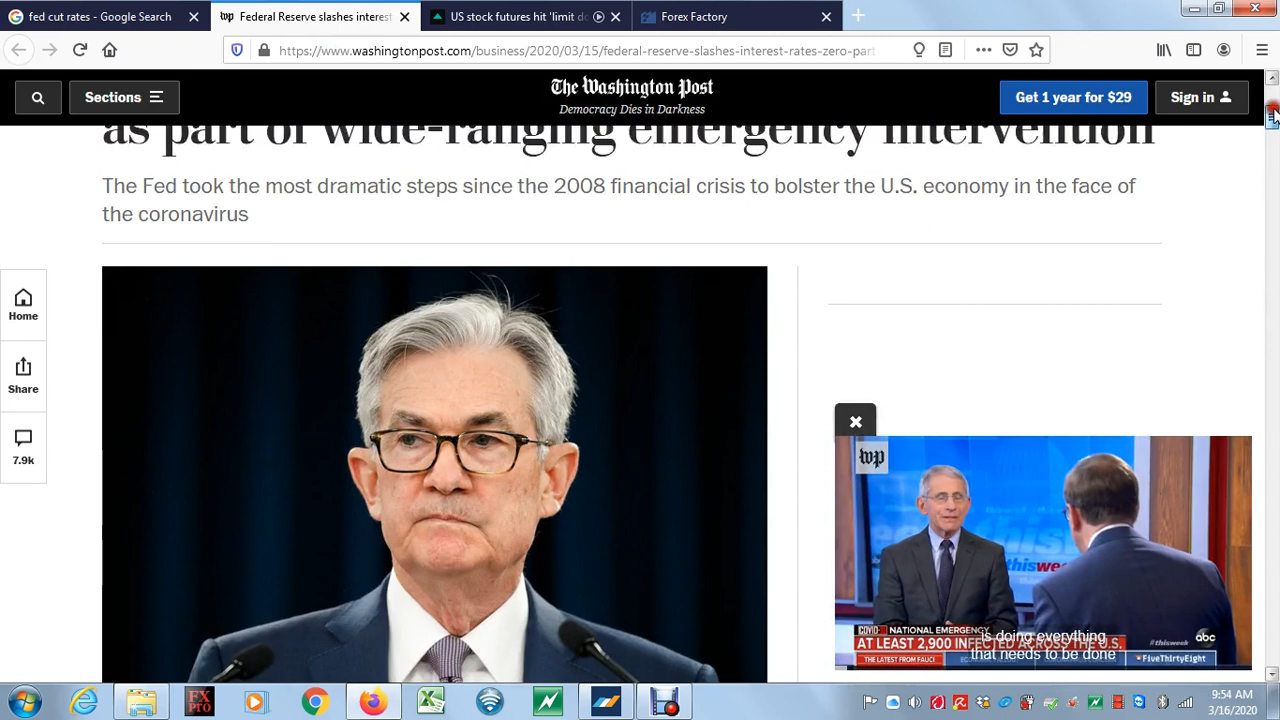 fed cut rates - Google Search
Federal Reserve slashes interest
US stock futures hit 'limit do
Forex Factory
https://www.washingtonpost.com/business/2020/03/15/federal-reserve-slashes-interest-rates-zero-part
Sections
The Washington Post
Democracy Dies in Darkness
Get 1 year for $29
Sign in
as part of wide-ranging emergency intervention
The Fed took the most dramatic steps since the 2008 financial crisis to bolster the U.S. economy in the face of
the coronavirus
Home
Share
7.9k
wp
thisweek
COVID
NATIONAL EMERGENCY
AT LEAST 2,900 INFECTED ACROSS THE U.S.
#thisweek
abc
THE LATEST FROM FAUCI
FiveThirtyEight
is doing everything
that needs to be done
FX
PRO
9:54 AM
3/16/2020